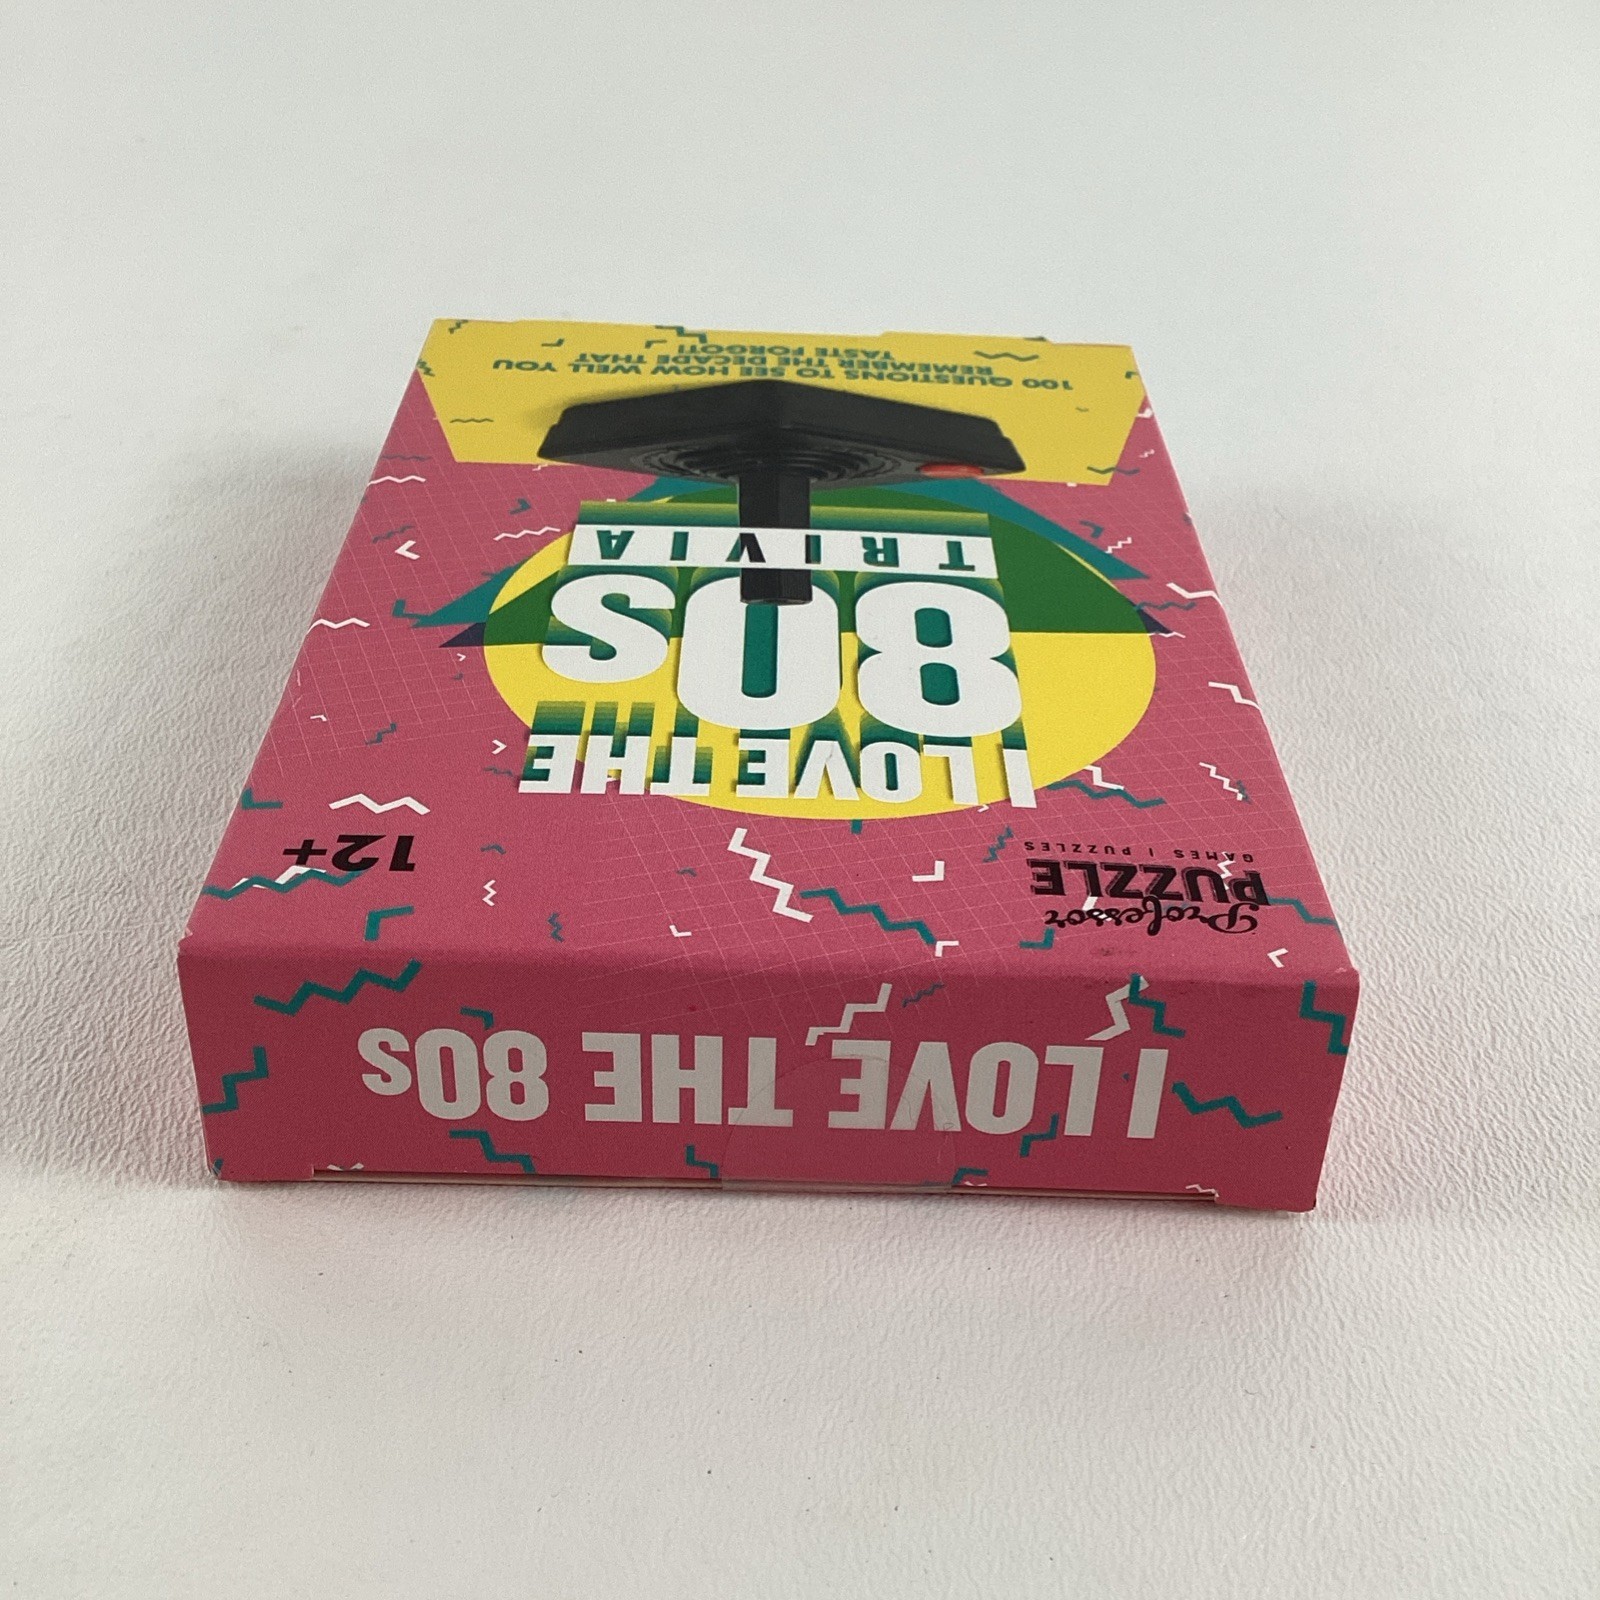 Professor
PUZZLE
GAMES | PUZZLES
12+
I LOVE THE
80s
TRIVIA
100 QUESTIONS TO SEE HOW WELL YOU
REMEMBER THE DECADE THAT
TASTE FORGOT!
I LOVE THE 80s